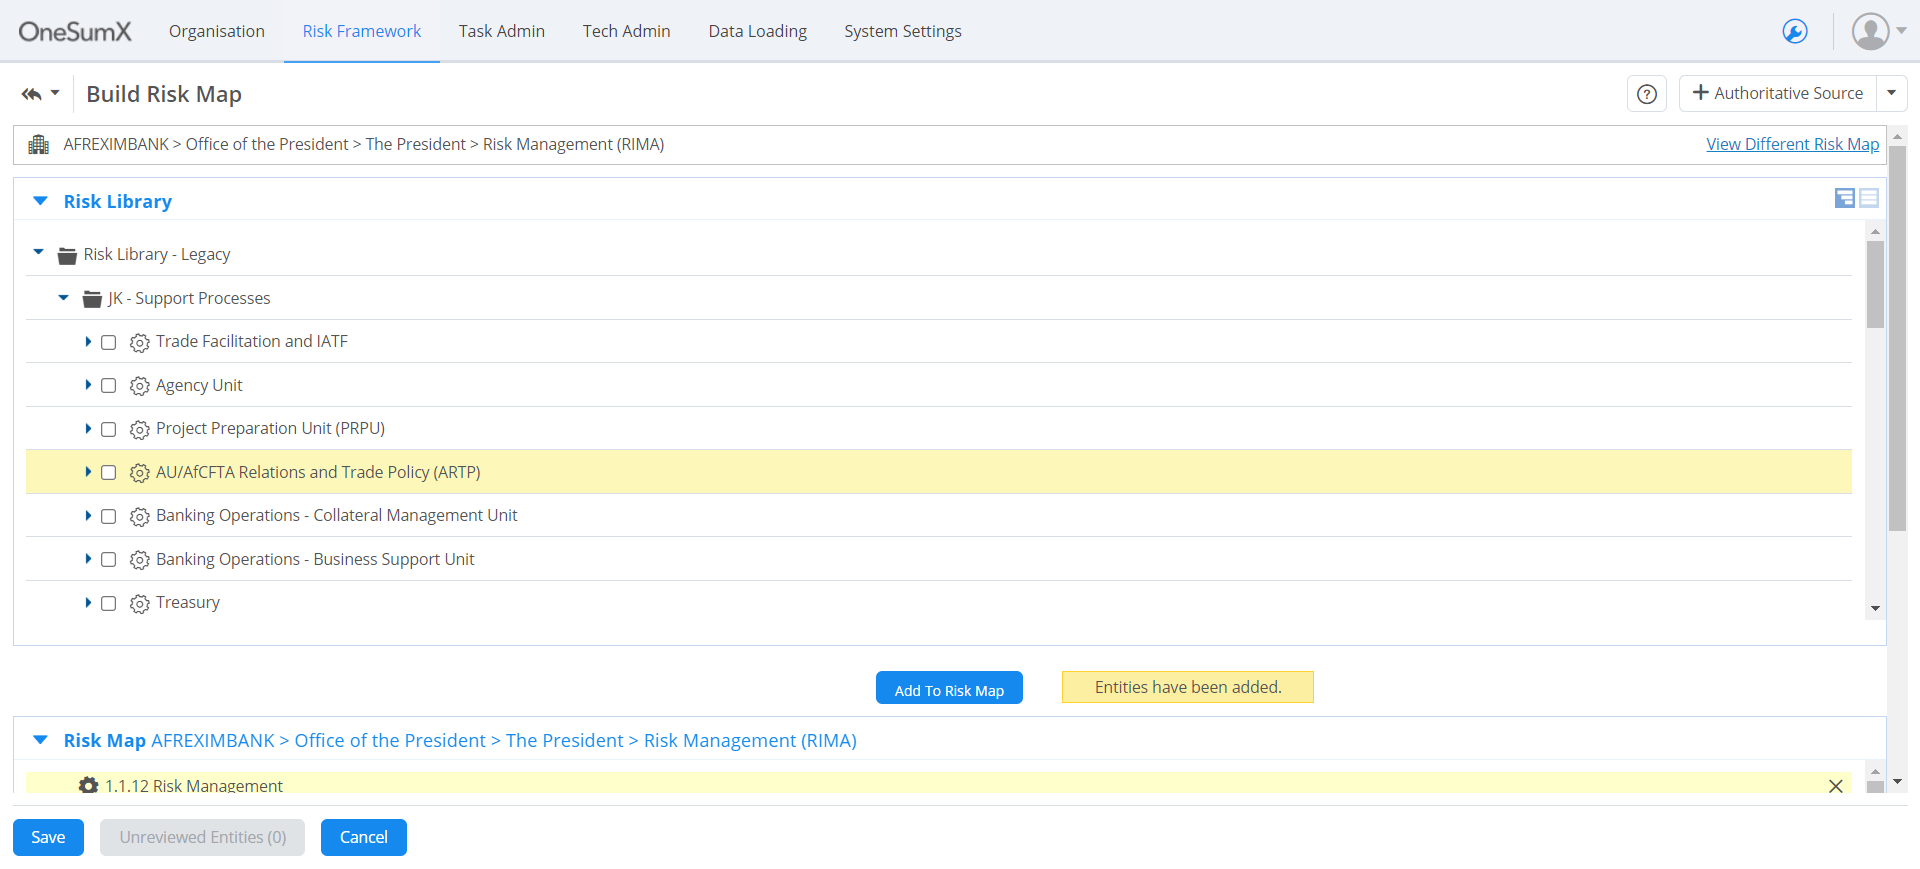 OneSumX Organisation Risk Framework Task Admin Tech Admin Data Loading System Settings
Build Risk Map
? + Authoritative Source
AFREXIMBANK > Office of the President > The President > Risk Management (RIMA) View Different Risk Map
Risk Library
Risk Library - Legacy
JK - Support Processes
Trade Facilitation and IATF
Agency Unit
Project Preparation Unit (PRPU)
AU/AfCFTA Relations and Trade Policy (ARTP)
Banking Operations - Collateral Management Unit
Banking Operations - Business Support Unit
Treasury
Add To Risk Map Entities have been added.
Risk Map AFREXIMBANK > Office of the President > The President > Risk Management (RIMA)
1.1.12 Risk Management
Save Unreviewed Entities (0) Cancel